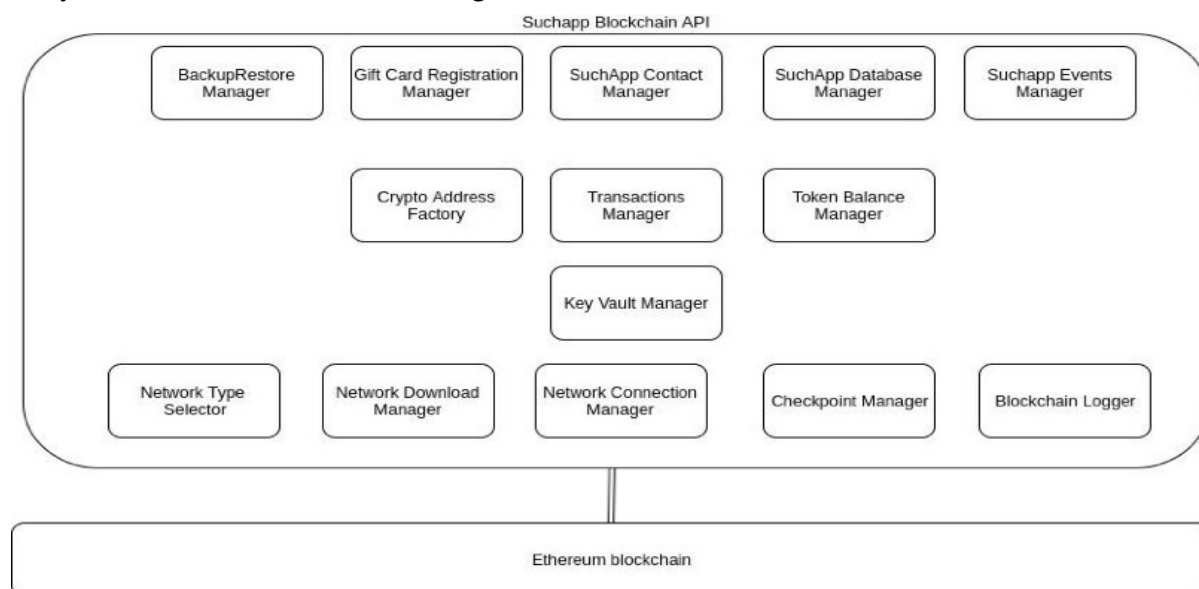 Suchapp Blockchain API
BackupRestore
Manager
Gift Card Registration
Manager
SuchApp Contact
Manager
SuchApp Database
Manager
Suchapp Events
Manager
Crypto Address
Factory
Transactions
Manager
Token Balance
Manager
Key Vault Manager
Network Type
Selector
Network Download
Manager
Network Connection
Manager
Checkpoint Manager
Blockchain Logger
Ethereum blockchain